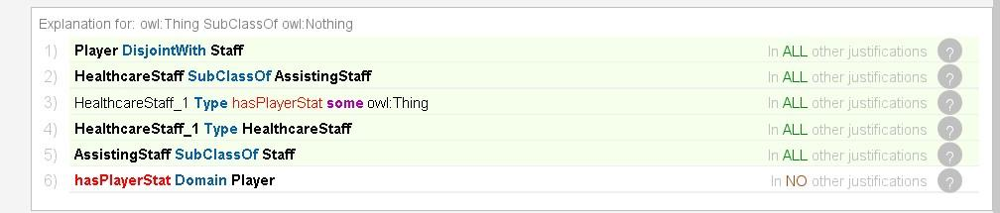 Explanation for: owl:Thing SubClassOf owl:Nothing
1) Player DisjointWith Staff In ALL other justifications ?
2) HealthcareStaff SubClassOf AssistingStaff In ALL other justifications ?
3) HealthcareStaff_1 Type hasPlayerStat some owl:Thing In ALL other justifications ?
4) HealthcareStaff_1 Type HealthcareStaff In ALL other justifications ?
5) AssistingStaff SubClassOf Staff In ALL other justifications ?
6) hasPlayerStat Domain Player In NO other justifications ?